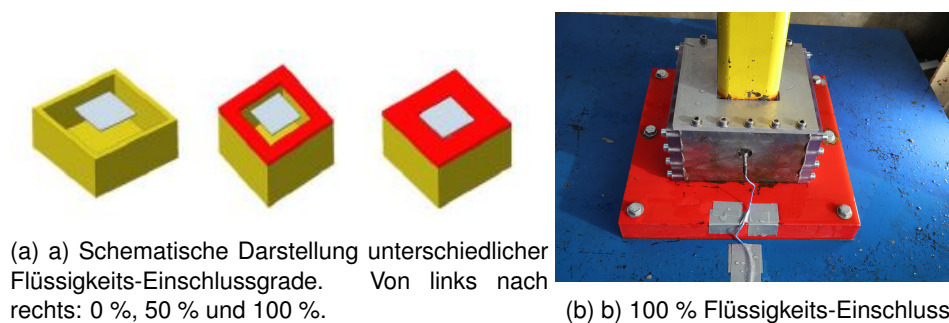 (a) a) Schematische Darstellung unterschiedlicher
Flüssigkeits-Einschlussgrade. Von links nach
rechts: 0 %, 50 % und 100 %.
(b) b) 100 % Flüssigkeits-Einschluss